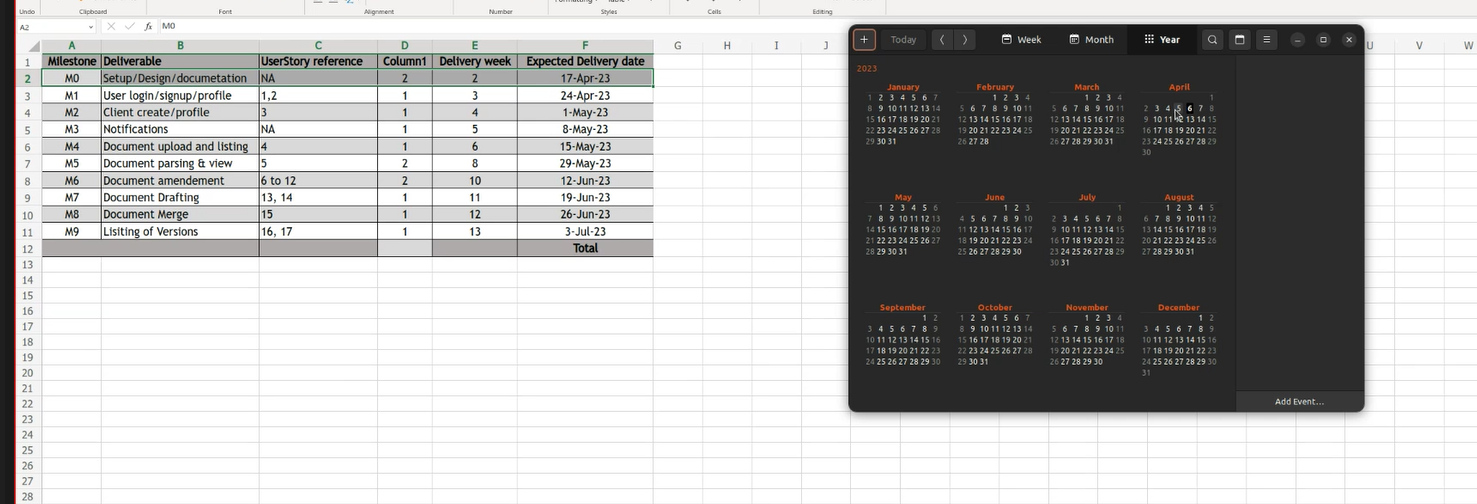 Undo Clipboard Font Alignment Number Styles Cells Editing
A2 fx M0
A B C D E F G H I J U V W
1 Milestone Deliverable UserStory reference Column1 Delivery week Expected Delivery date
2 M0 Setup/Design/documetation NA 2 2 17-Apr-23
3 M1 User login/signup/profile 1,2 1 3 24-Apr-23
4 M2 Client create/profile 3 1 4 1-May-23
5 M3 Notifications NA 1 5 8-May-23
6 M4 Document upload and listing 4 1 6 15-May-23
7 M5 Document parsing & view 5 2 8 29-May-23
8 M6 Document amendement 6 to 12 2 10 12-Jun-23
9 M7 Document Drafting 13, 14 1 11 19-Jun-23
10 M8 Document Merge 15 1 12 26-Jun-23
11 M9 Lisiting of Versions 16, 17 1 13 3-Jul-23
12 Total
13
14
15
16
17
18
19
20
21
22
23
24
25
26
27
28
Today Week Month Year
2023
January February March April
1 2 3 4 5 6 7 1 2 3 4 1 2 3 4 1
8 9 10 11 12 13 14 5 6 7 8 9 10 11 5 6 7 8 9 10 11 2 3 4 5 6 7 8
15 16 17 18 19 20 21 12 13 14 15 16 17 18 12 13 14 15 16 17 18 9 10 11 12 13 14 15
22 23 24 25 26 27 28 19 20 21 22 23 24 25 19 20 21 22 23 24 25 16 17 18 19 20 21 22
29 30 31 26 27 28 26 27 28 29 30 31 23 24 25 26 27 28 29
30
May June July August
1 2 3 4 5 6 1 2 3 1 1 2 3 4 5
7 8 9 10 11 12 13 4 5 6 7 8 9 10 2 3 4 5 6 7 8 6 7 8 9 10 11 12
14 15 16 17 18 19 20 11 12 13 14 15 16 17 9 10 11 12 13 14 15 13 14 15 16 17 18 19
21 22 23 24 25 26 27 18 19 20 21 22 23 24 16 17 18 19 20 21 22 20 21 22 23 24 25 26
28 29 30 31 25 26 27 28 29 30 23 24 25 26 27 28 29 27 28 29 30 31
30 31
September October November December
1 2 1 2 3 4 5 6 7 1 2 3 4 1 2
3 4 5 6 7 8 9 8 9 10 11 12 13 14 5 6 7 8 9 10 11 3 4 5 6 7 8 9
10 11 12 13 14 15 16 15 16 17 18 19 20 21 12 13 14 15 16 17 18 10 11 12 13 14 15 16
17 18 19 20 21 22 23 22 23 24 25 26 27 28 19 20 21 22 23 24 25 17 18 19 20 21 22 23
24 25 26 27 28 29 30 29 30 31 26 27 28 29 30 24 25 26 27 28 29 30
31
Add Event...